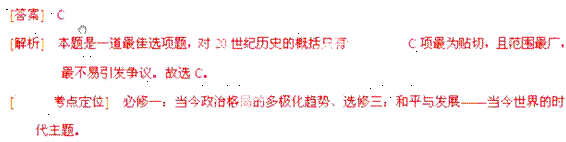 [答案] C
[解析] 本题是一道最佳选项题，对 20 世纪历史的概括只有 C 项最为贴切，且范围最广，
最不易引发争议。故选 C。
[ 考点定位] 必修一：当今政治格局的多极化趋势、选修三：和平与发展——当今世界的时
代主题。